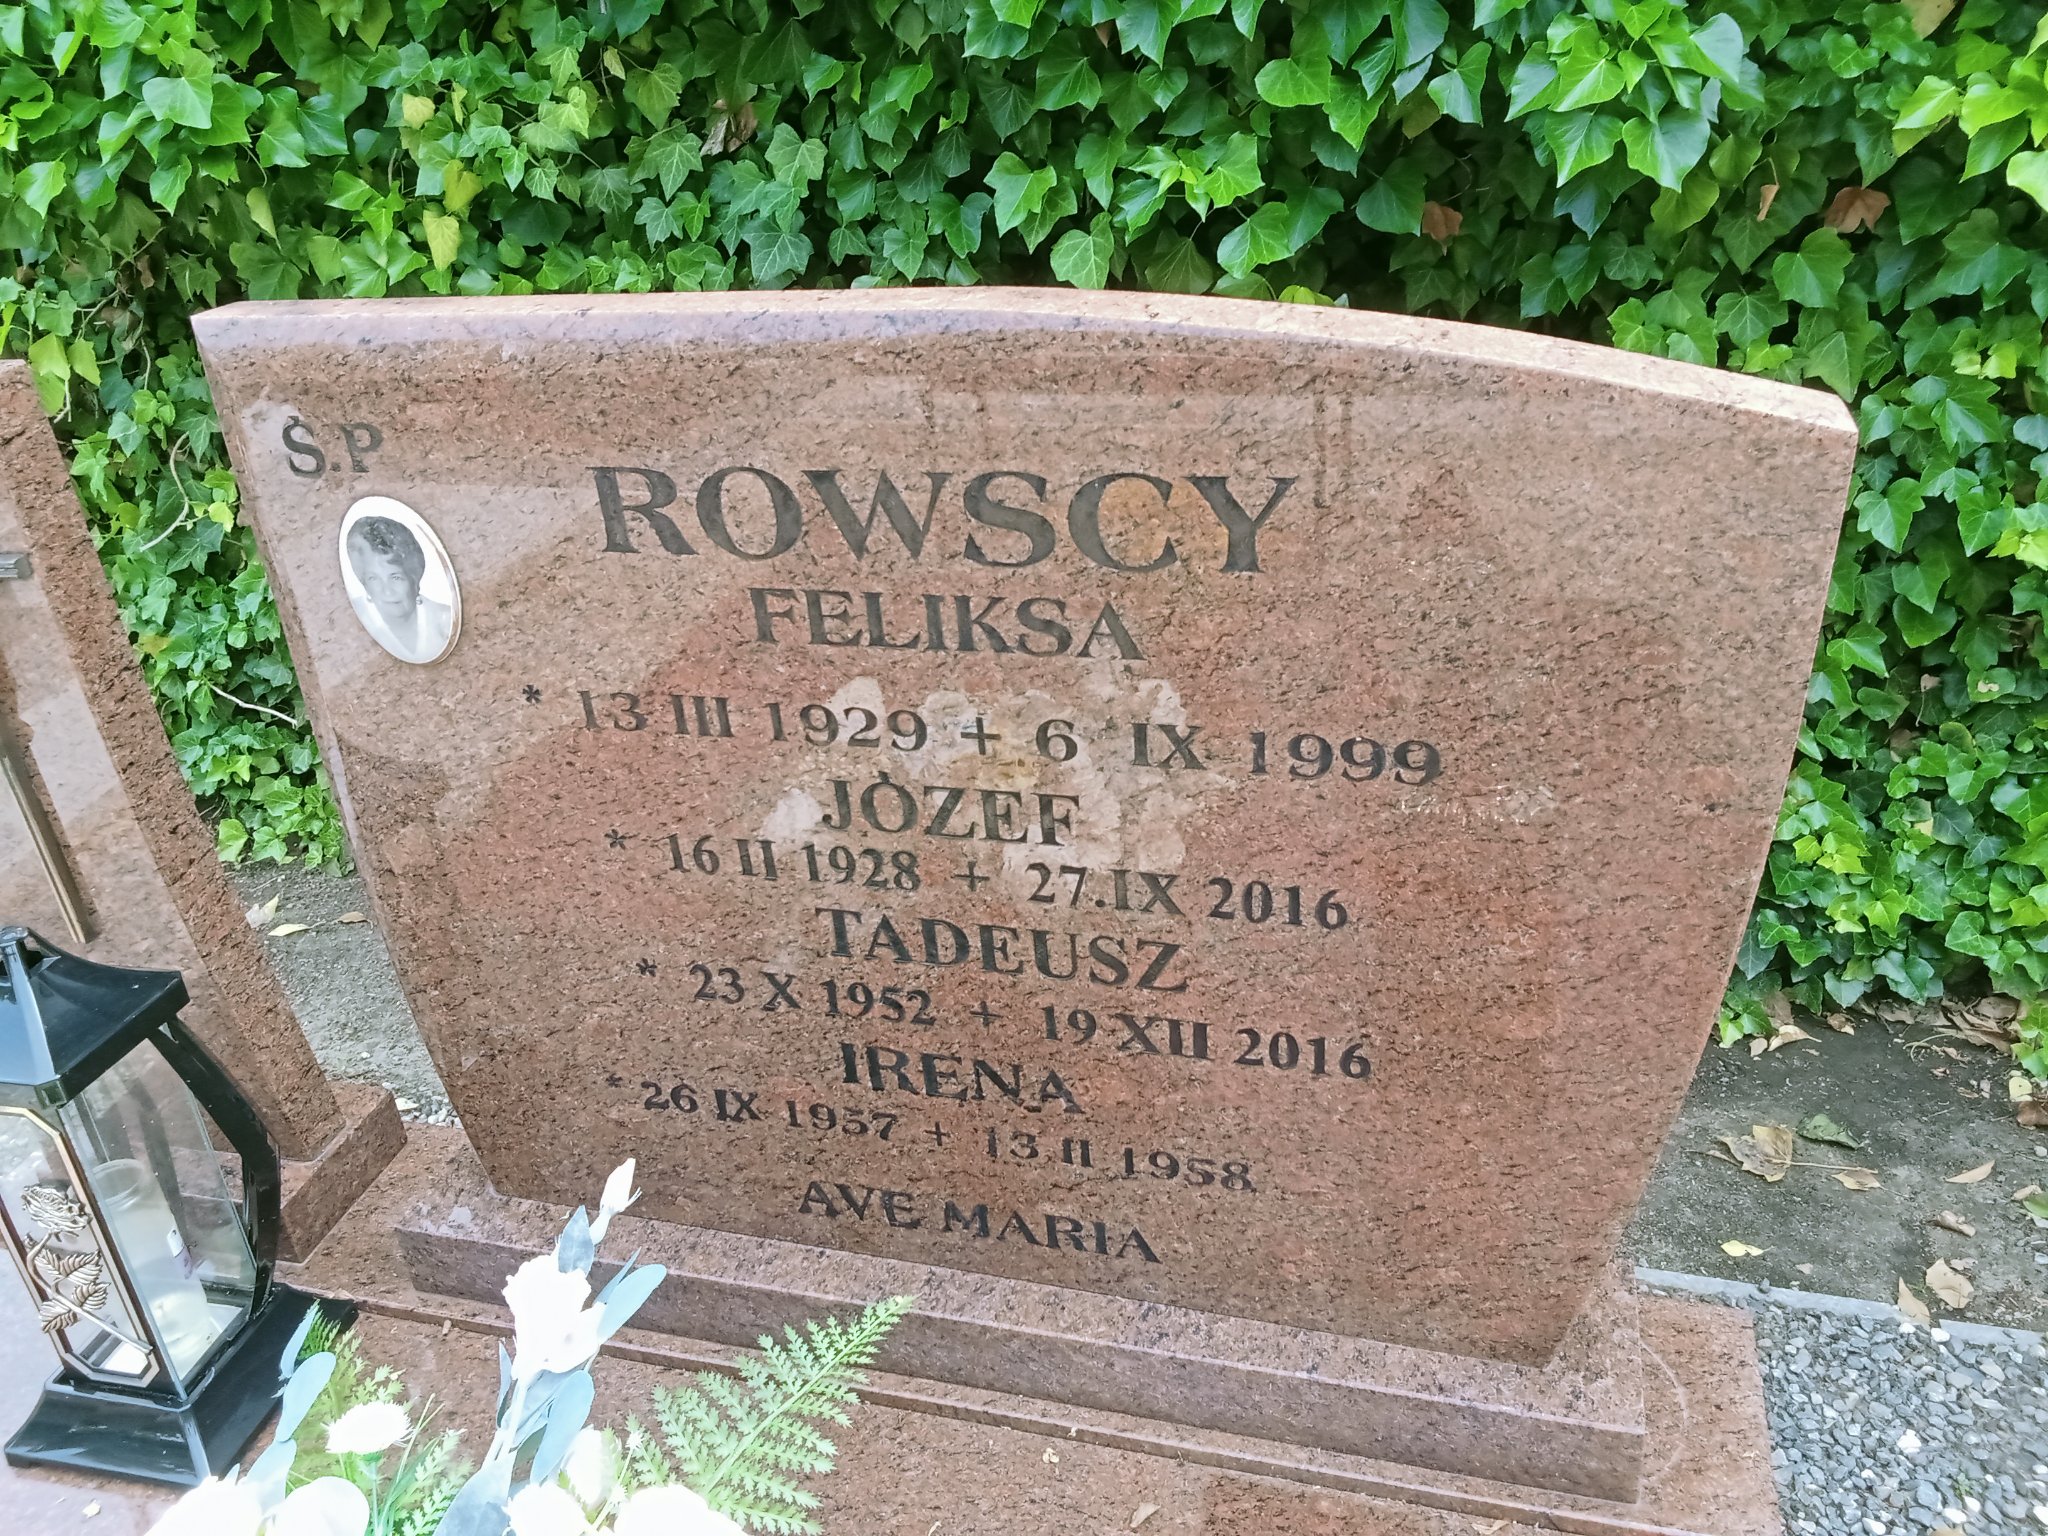 Ś.P
ROWSCY
FELIKSA
* 13 III 1929 + 6 IX 1999
JÓZEF
* 16 II 1928 + 27.IX 2016
TADEUSZ
* 23 X 1952 + 19 XII 2016
IRENA
* 26 IX 1957 + 13 II 1958
AVE MARIA